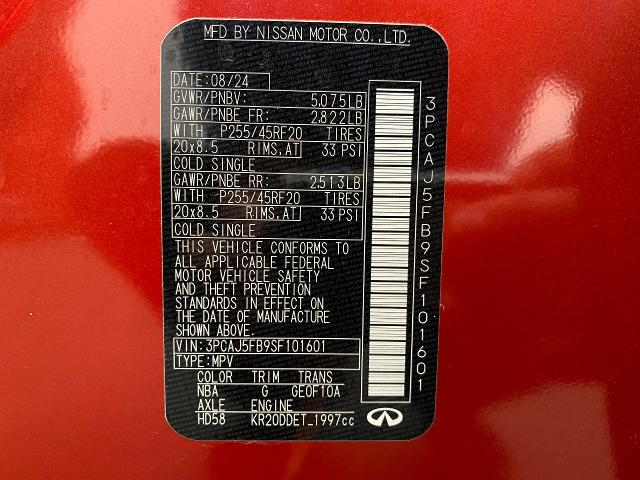 MFD BY NISSAN MOTOR CO., LTD.
DATE: 08/24
GVWR/PNBV: 5,075LB
GAWR/PNBE FR: 2,822LB
WITH P255/45RF20 TIRES
20x8.5 RIMS,AT 33 PSI
COLD SINGLE
GAWR/PNBE RR: 2,513LB
WITH P255/45RF20 TIRES
20x8.5 RIMS,AT 33 PSI
COLD SINGLE
THIS VEHICLE CONFORMS TO
ALL APPLICABLE FEDERAL
MOTOR VEHICLE SAFETY
AND THEFT PREVENTION
STANDARDS IN EFFECT ON
THE DATE OF MANUFACTURE
SHOWN ABOVE.
VIN: 3PCAJ5FB9SF101601
TYPE: MPV
COLOR TRIM TRANS
NBA G GE0F10A
AXLE ENGINE
HD58 KR20DDET_1997cc
3PCAJ5FB9SF101601